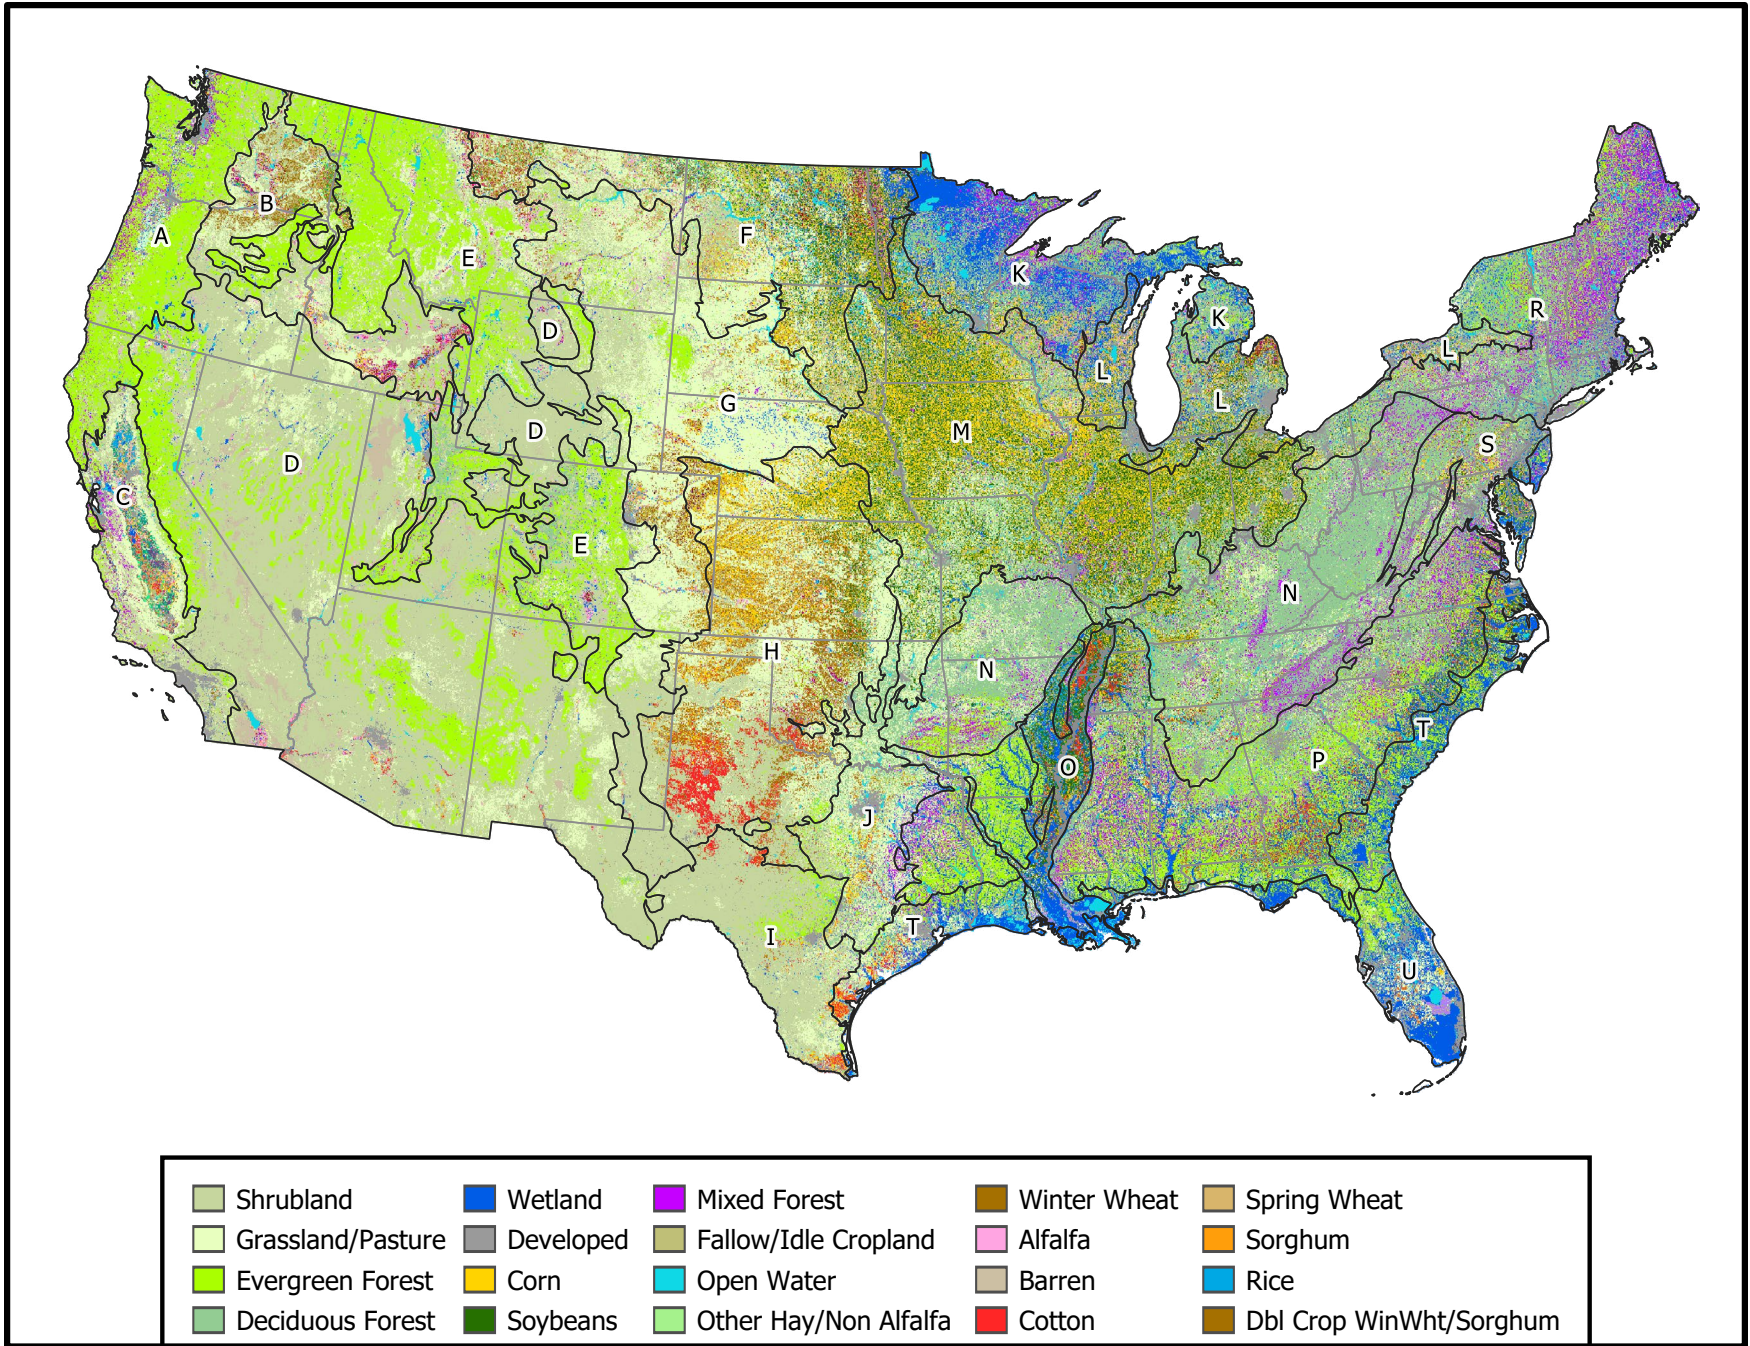 A
B
C
D
D
D
E
E
F
G
H
I
J
K
K
L
L
L
M
N
N
O
P
R
S
T
T
U
Shrubland
Wetland
Mixed Forest
Winter Wheat
Spring Wheat
Grassland/Pasture
Developed
Fallow/Idle Cropland
Alfalfa
Sorghum
Evergreen Forest
Corn
Open Water
Barren
Rice
Deciduous Forest
Soybeans
Other Hay/Non Alfalfa
Cotton
Dbl Crop WinWht/Sorghum